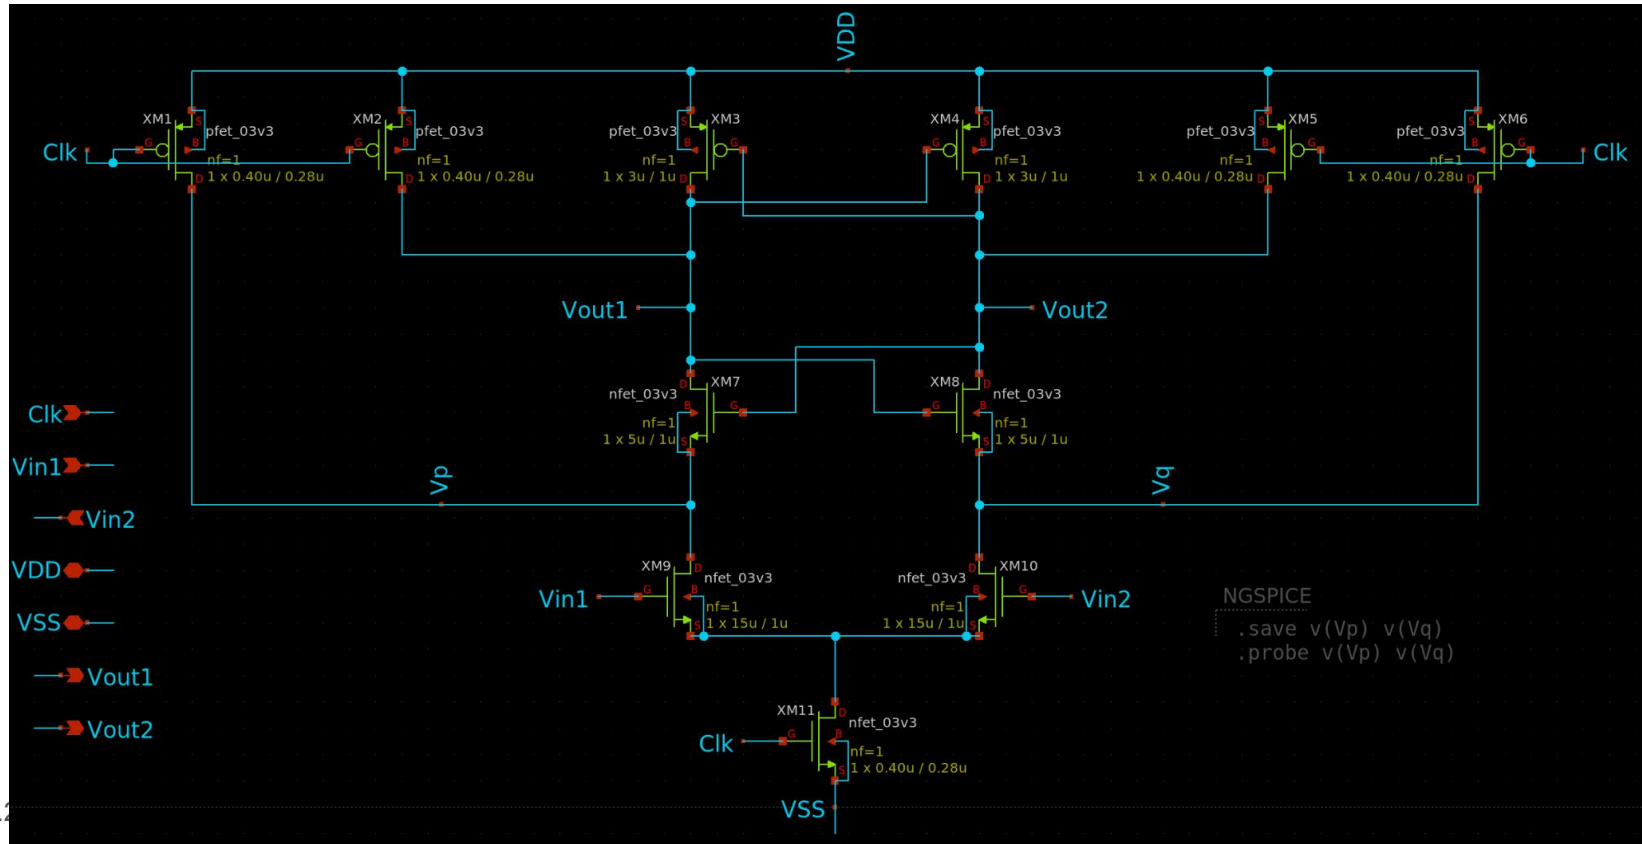 VDD
XM1
pfet_03v3
nf=1
1 x 0.40u / 0.28u
S
G
B
D
XM2
pfet_03v3
nf=1
1 x 0.40u / 0.28u
S
G
B
D
XM3
pfet_03v3
nf=1
1 x 3u / 1u
S
G
B
D
XM4
pfet_03v3
nf=1
1 x 3u / 1u
S
G
B
D
XM5
pfet_03v3
nf=1
1 x 0.40u / 0.28u
S
G
B
D
XM6
pfet_03v3
nf=1
1 x 0.40u / 0.28u
S
G
B
D
Clk
Clk
Vout1
Vout2
XM7
nfet_03v3
nf=1
1 x 5u / 1u
D
B
G
S
XM8
nfet_03v3
nf=1
1 x 5u / 1u
D
B
G
S
Clk
Vin1
Vin2
VDD
VSS
Vout1
Vout2
Vp
Vq
XM9
nfet_03v3
nf=1
1 x 15u / 1u
D
G
B
S
XM10
nfet_03v3
nf=1
1 x 15u / 1u
D
G
B
S
Vin1
Vin2
NGSPICE
.save v(Vp) v(Vq)
.probe v(Vp) v(Vq)
XM11
nfet_03v3
nf=1
1 x 0.40u / 0.28u
D
G
B
S
Clk
VSS